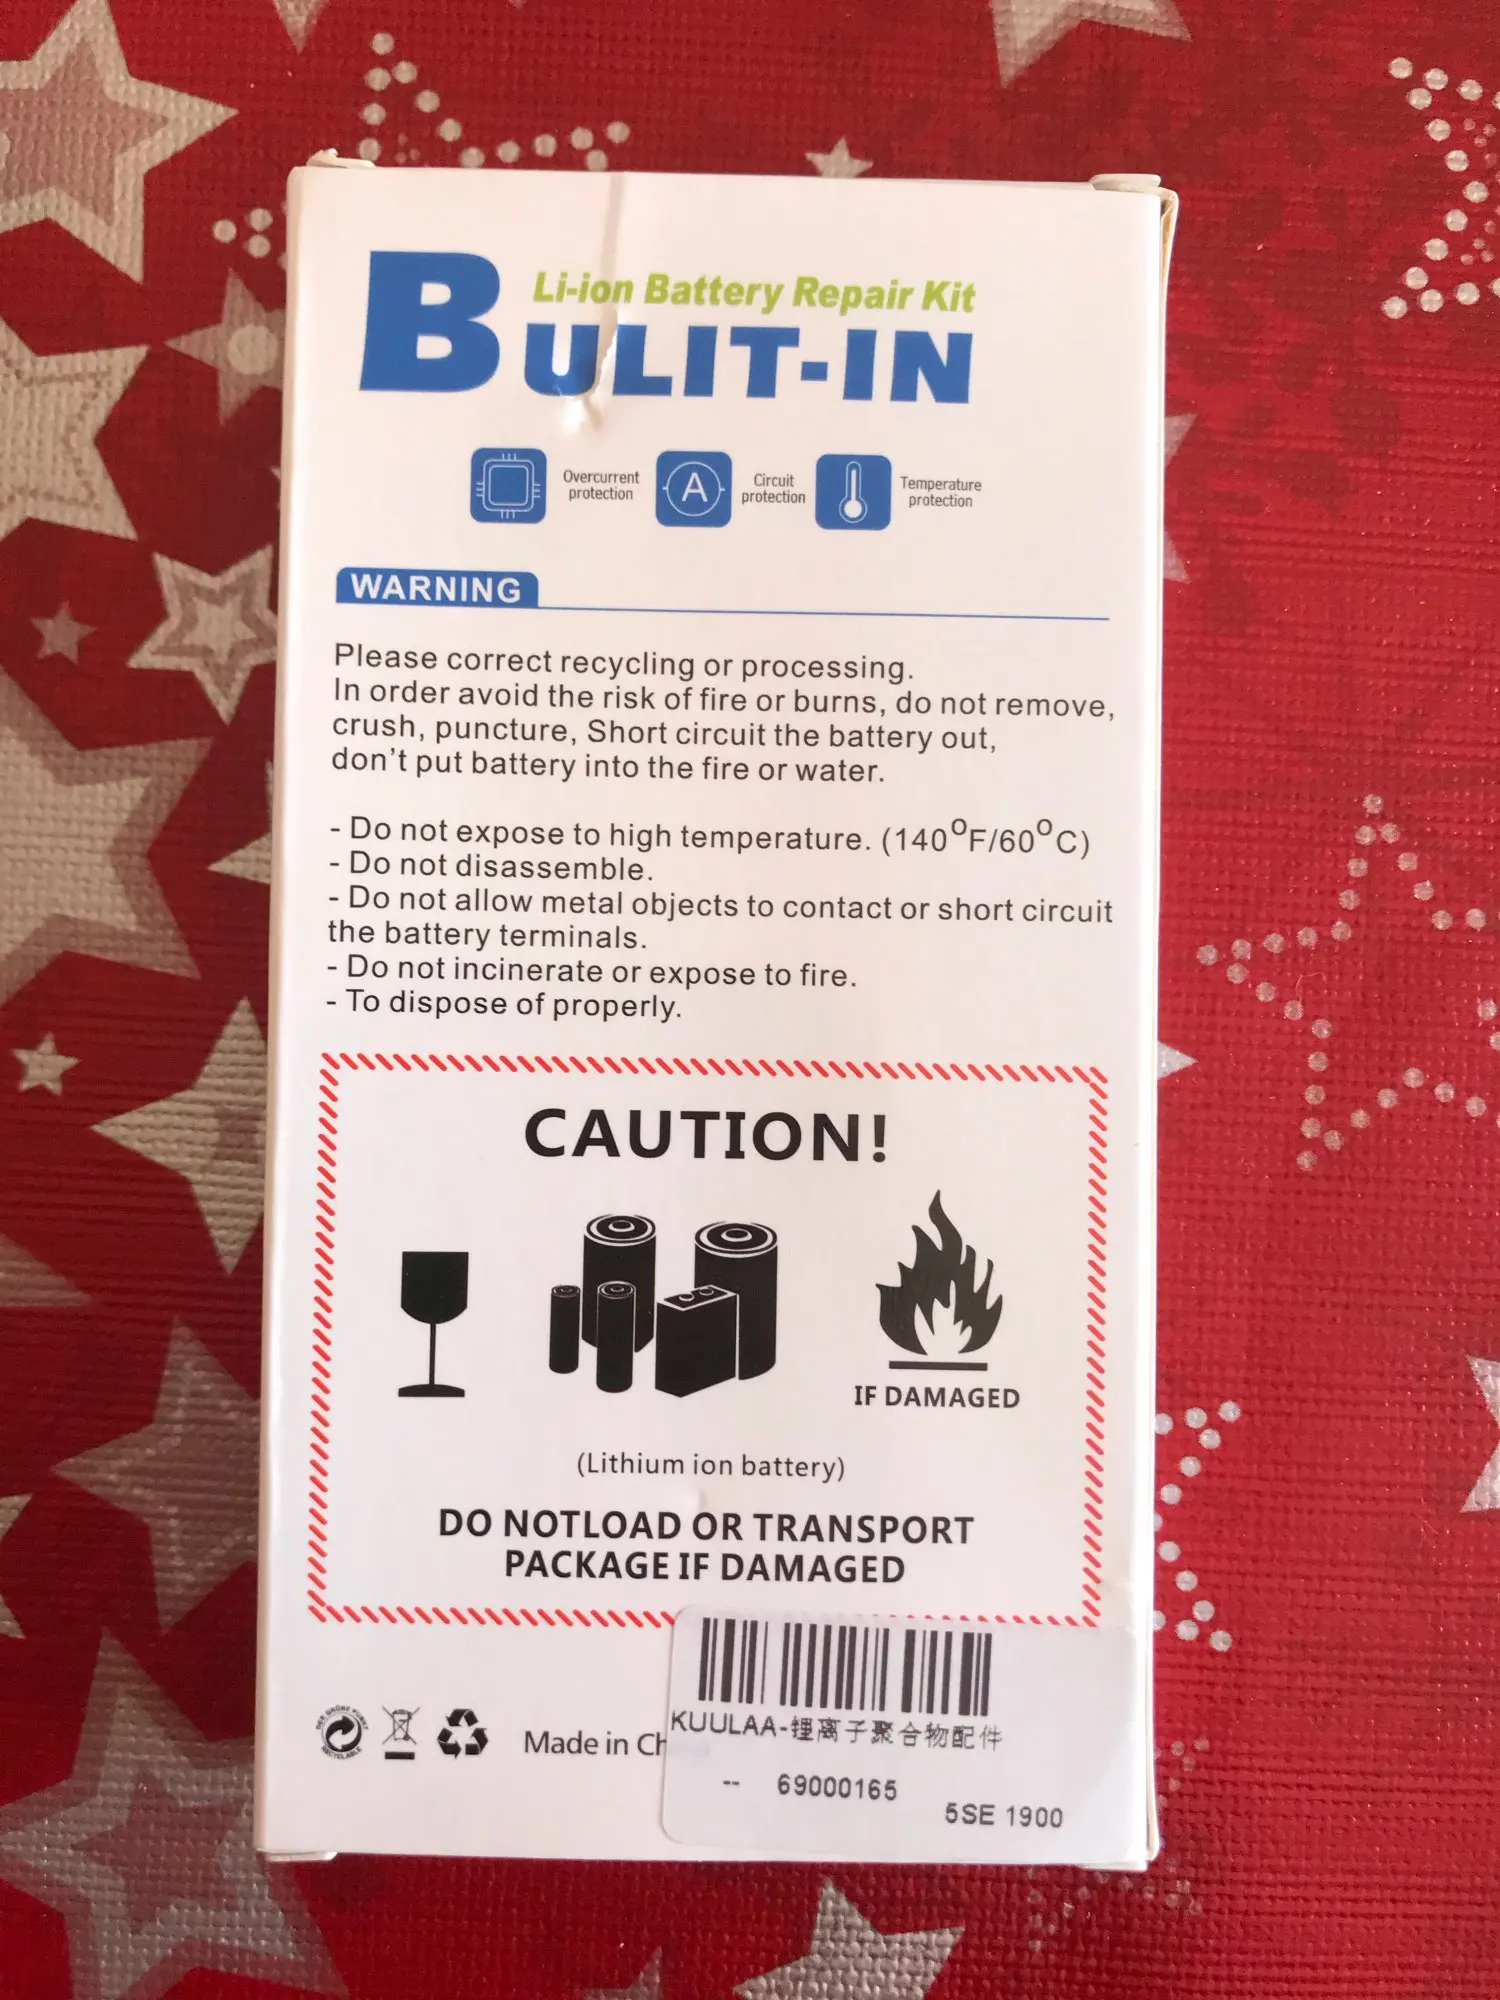 Li-ion Battery Repair Kit
BULIT-IN
Overcurrent
protection
A
Circuit
protection
Temperature
protection
WARNING
Please correct recycling or processing.
In order avoid the risk of fire or burns, do not remove,
crush, puncture, Short circuit the battery out,
don't put battery into the fire or water.
- Do not expose to high temperature. (140°F/60°C)
- Do not disassemble.
- Do not allow metal objects to contact or short circuit
the battery terminals.
- Do not incinerate or expose to fire.
- To dispose of properly.
CAUTION!
IF DAMAGED
(Lithium ion battery)
DO NOTLOAD OR TRANSPORT
PACKAGE IF DAMAGED
DER GRÜNE PUNKT
RECYCLABLE
Made in Ch
KUULAA-锂离子聚合物配件
-- 69000165
5SE 1900